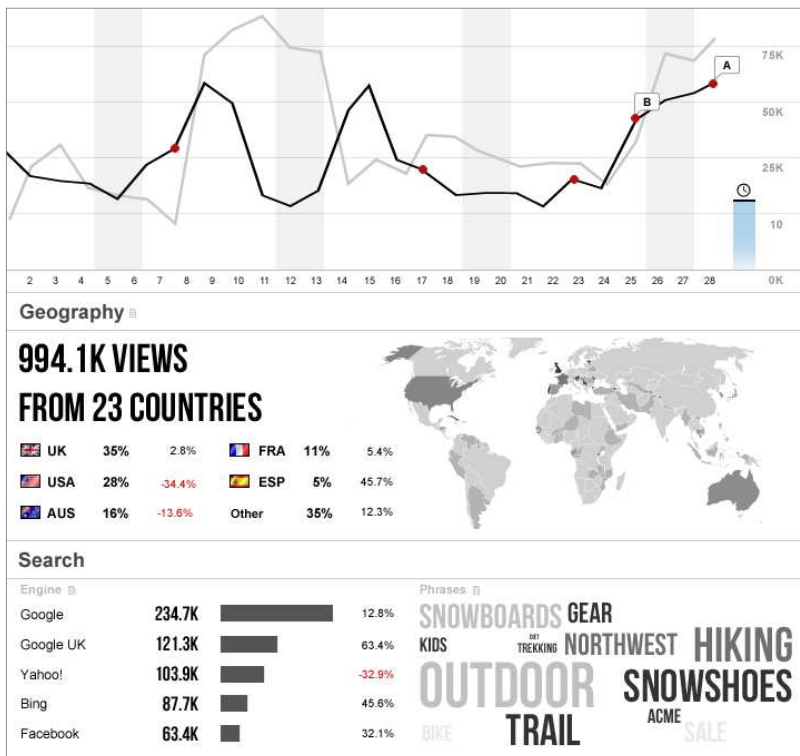 75K
A
B
50K
25K
10
2 3 4 5 6 7 8 9 10 11 12 13 14 15 16 17 18 19 20 21 22 23 24 25 26 27 28 0K
Geography
994.1K VIEWS
FROM 23 COUNTRIES
UK 35% 2.8% FRA 11% 5.4%
USA 28% -34.4% ESP 5% 45.7%
AUS 16% -13.6% Other 35% 12.3%
Search
Engine Phrases
Google 234.7K 12.8%
Google UK 121.3K 63.4%
Yahoo! 103.9K -32.9%
Bing 87.7K 45.6%
Facebook 63.4K 32.1%
SNOWBOARDS GEAR
KIDS GET TREKKING NORTHWEST HIKING
OUTDOOR SNOWSHOES
BIKE TRAIL ACME SALE